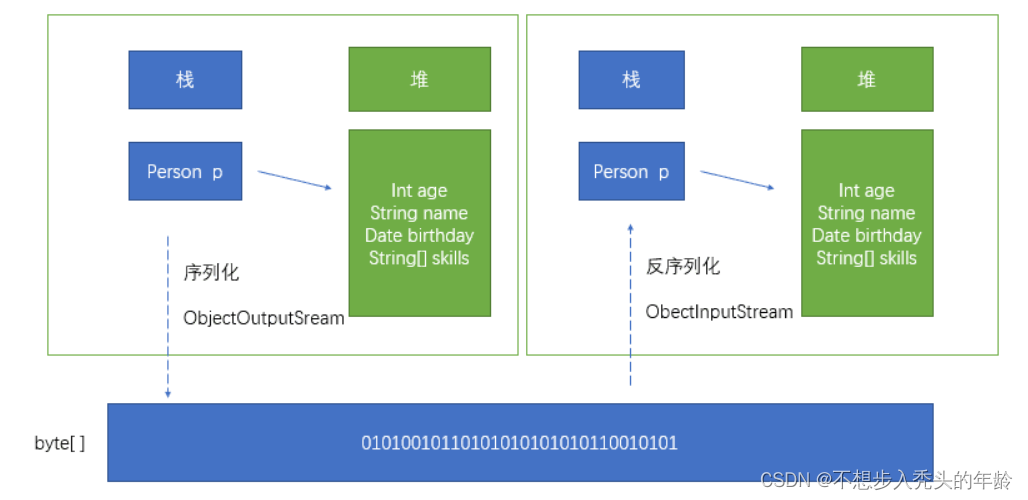 栈
堆
Person p
Int age
String name
Date birthday
String[] skills
序列化
ObjectOutputSream
栈
堆
Person p
Int age
String name
Date birthday
String[] skills
反序列化
ObectInputStream
byte[ ]
01010010110101010101010110010101
CSDN @不想步入秃头的年龄